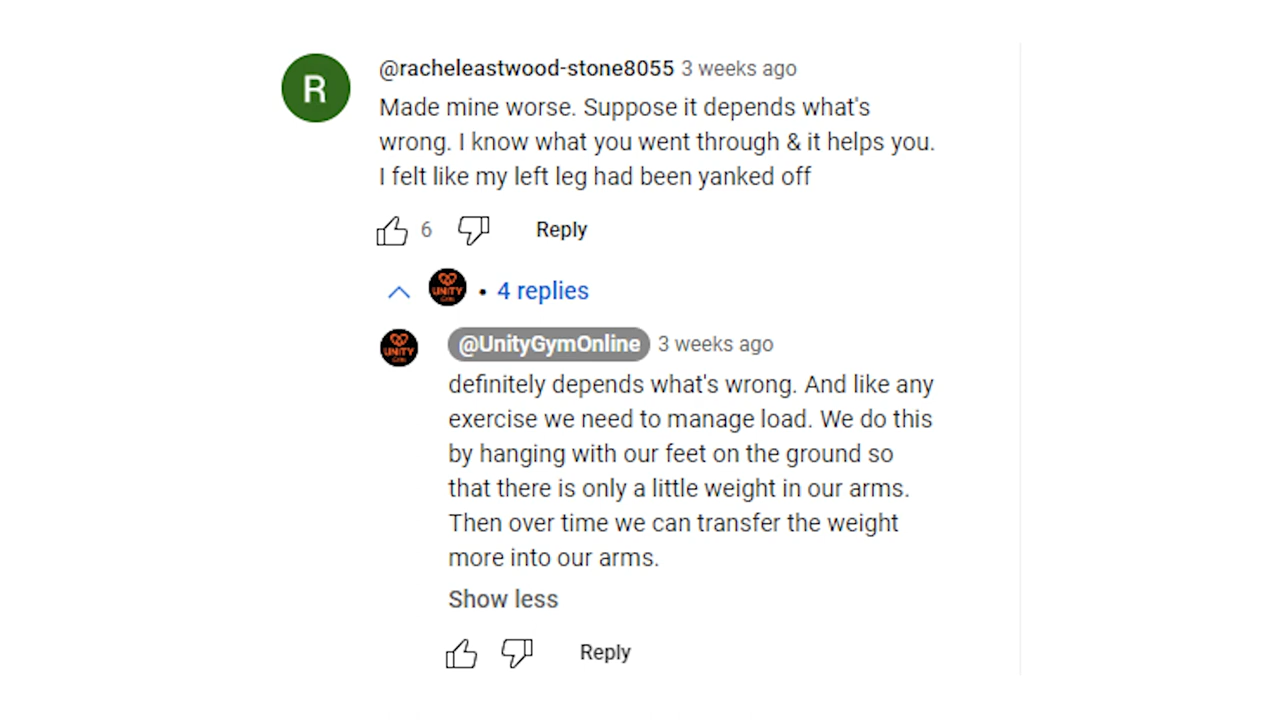 @racheleastwood-stone8055 3 weeks ago
Made mine worse. Suppose it depends what's
wrong. I know what you went through & it helps you.
I felt like my left leg had been yanked off
6 Reply
UNITY • 4 replies
@UnityGymOnline 3 weeks ago
UNITY
definitely depends what's wrong. And like any
exercise we need to manage load. We do this
by hanging with our feet on the ground so
that there is only a little weight in our arms.
Then over time we can transfer the weight
more into our arms.
Show less
Reply
R